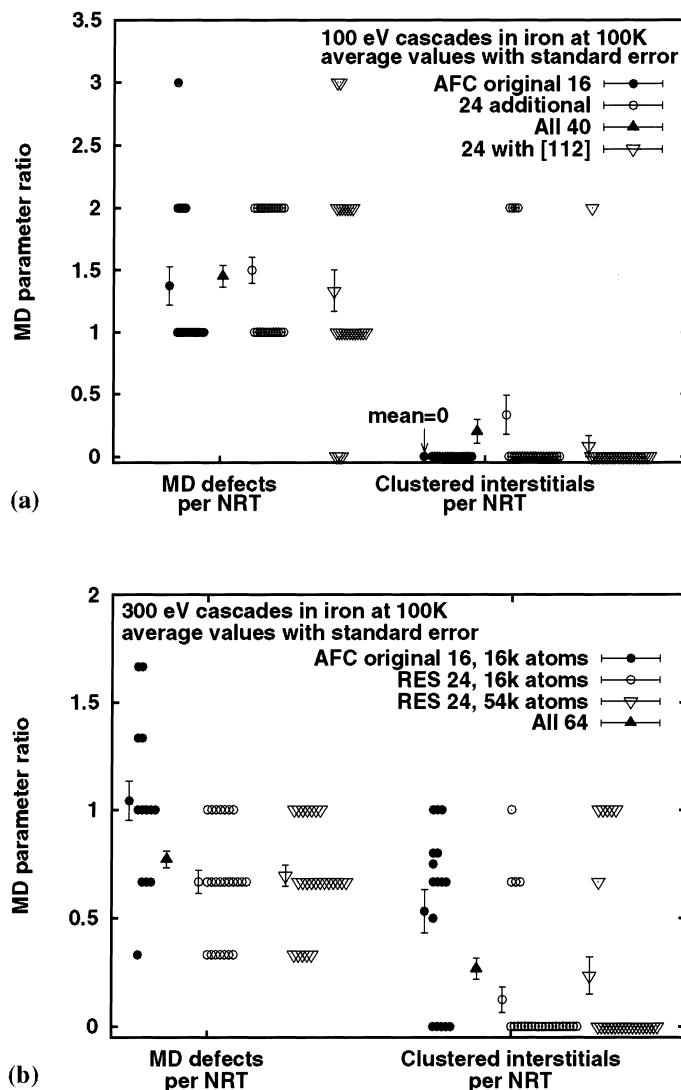 3.5
3
2.5
2
1.5
1
0.5
0
MD parameter ratio
100 eV cascades in iron at 100K
average values with standard error
AFC original 16
24 additional
All 40
24 with [112]
mean=0
MD defects
per NRT
Clustered interstitials
per NRT
(a)
2
1.5
1
0.5
0
MD parameter ratio
300 eV cascades in iron at 100K
average values with standard error
AFC original 16, 16k atoms
RES 24, 16k atoms
RES 24, 54k atoms
All 64
MD defects
per NRT
Clustered interstitials
per NRT
(b)